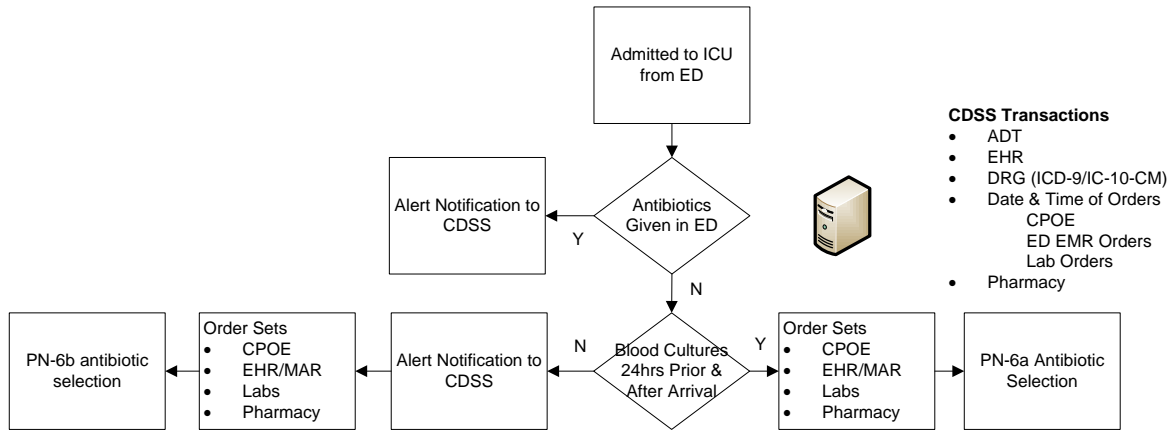 Admitted to ICU
from ED
CDSS Transactions
• ADT
• EHR
• DRG (ICD-9/IC-10-CM)
• Date & Time of Orders
CPOE
ED EMR Orders
Lab Orders
• Pharmacy
Alert Notification to
CDSS
Y
Antibiotics
Given in ED
N
PN-6b antibiotic
selection
Order Sets
• CPOE
• EHR/MAR
• Labs
• Pharmacy
Alert Notification to
CDSS
N
Blood Cultures
24hrs Prior &
After Arrival
Y
Order Sets
• CPOE
• EHR/MAR
• Labs
• Pharmacy
PN-6a Antibiotic
Selection